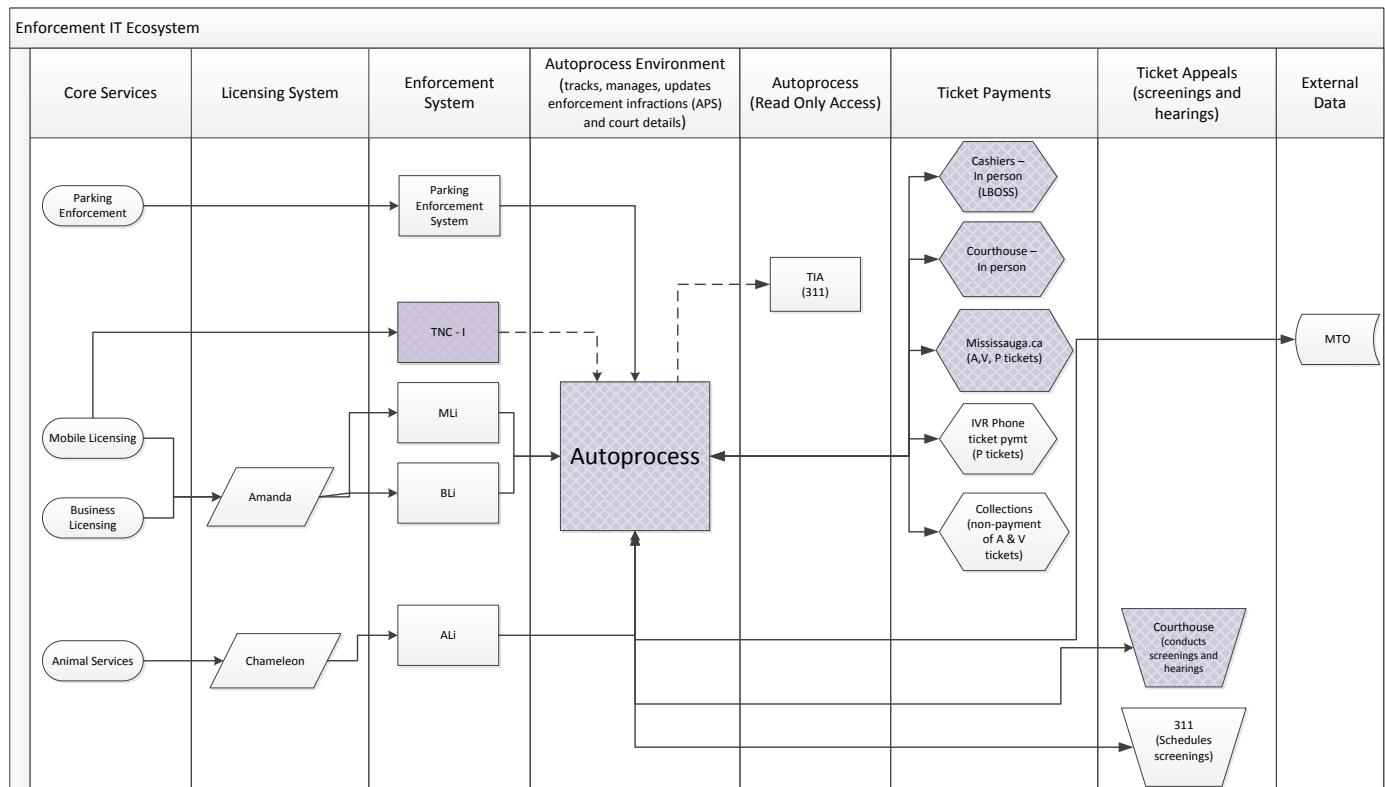 Enforcement IT Ecosystem
Core Services
Licensing System
Enforcement
System
Autoprocess Environment
(tracks, manages, updates
enforcement infractions (APS)
and court details)
Autoprocess
(Read Only Access)
Ticket Payments
Ticket Appeals
(screenings and
hearings)
External
Data
Parking
Enforcement
Mobile Licensing
Business
Licensing
Animal Services
Amanda
Chameleon
Parking
Enforcement
System
TNC - I
MLi
BLi
ALi
Autoprocess
TIA
(311)
Cashiers –
In person
(LBOSS)
Courthouse –
In person
Mississauga.ca
(A,V, P tickets)
IVR Phone
ticket pymt
(P tickets)
Collections
(non-payment
of A & V
tickets)
Courthouse
(conducts
screenings and
hearings
311
(Schedules
screenings)
MTO